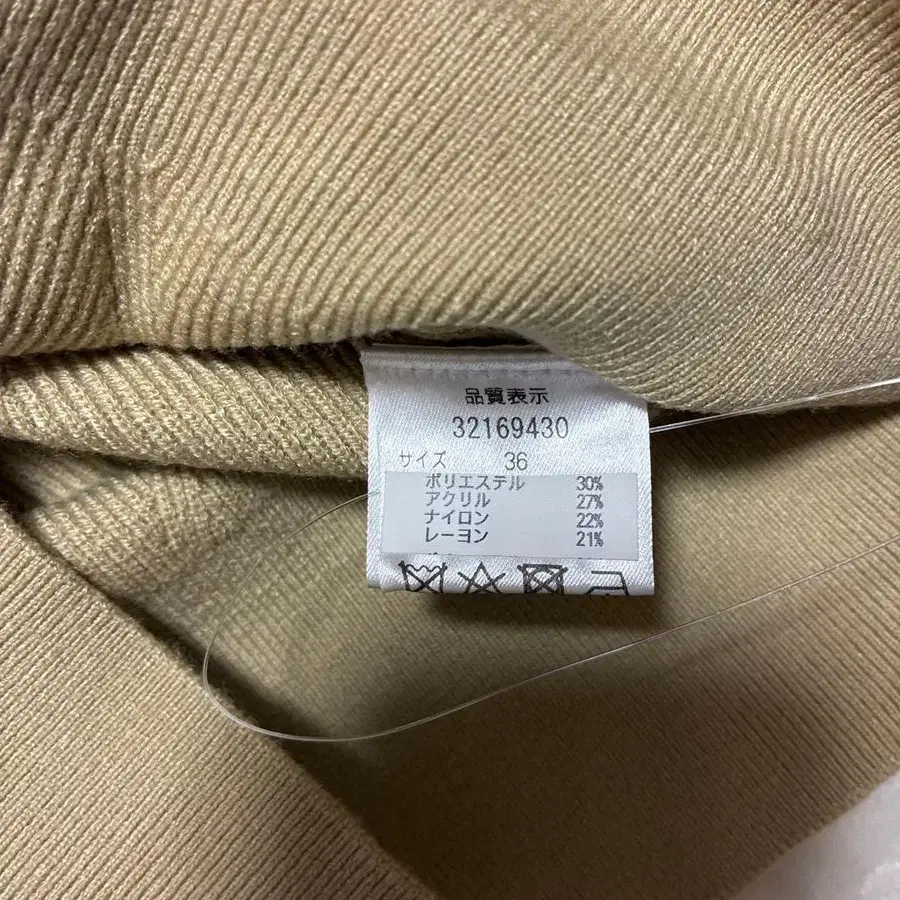 品質表示
32169430
サイズ 36
ポリエステル 30%
アクリル 27%
ナイロン 22%
レーヨン 21%